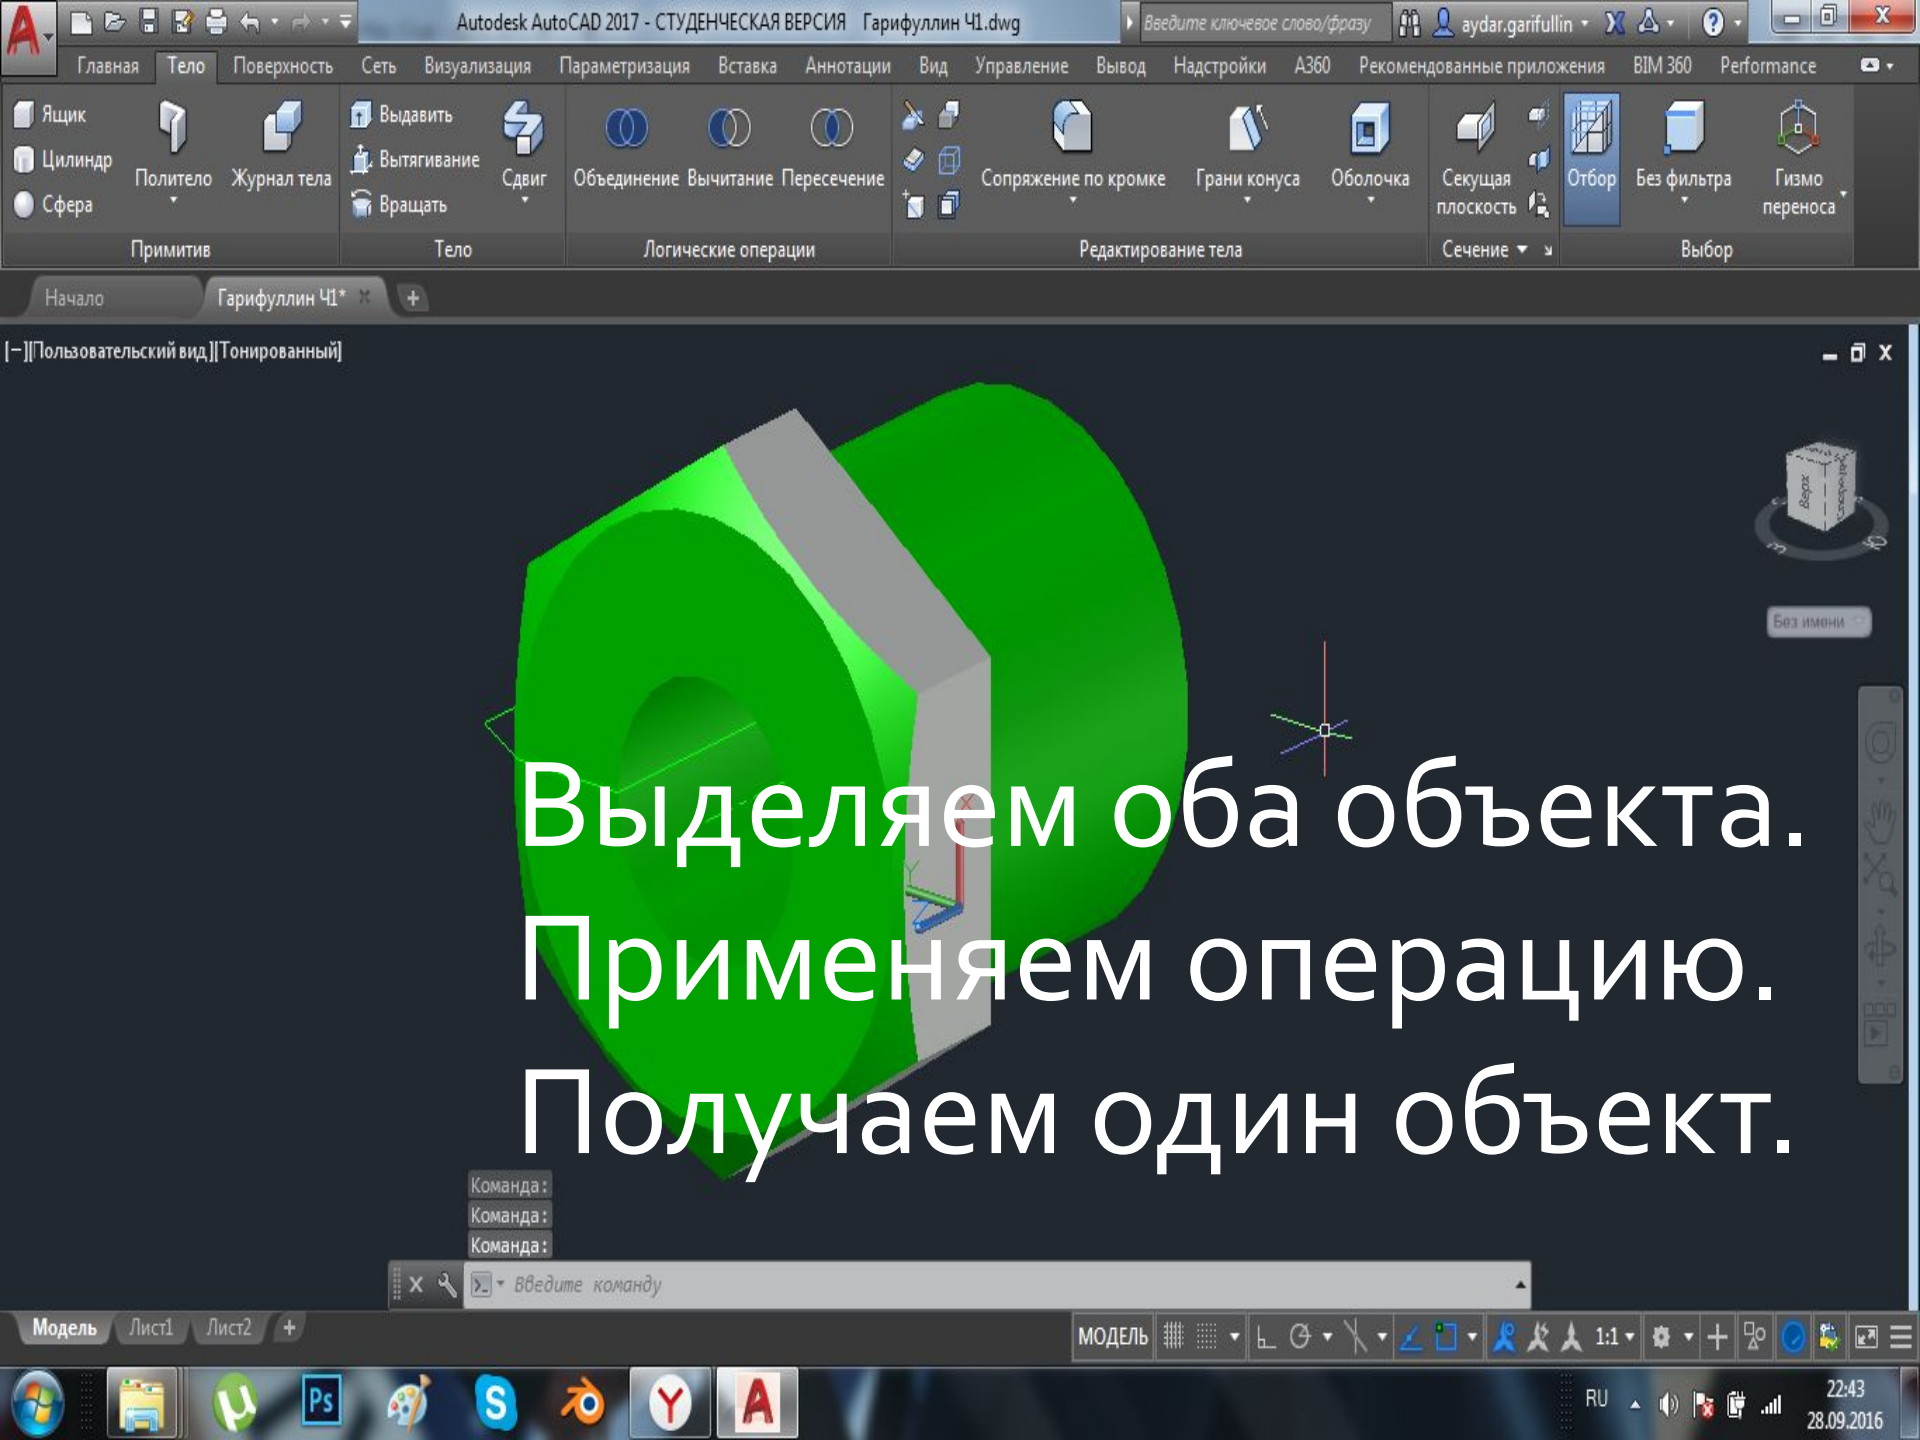 Autodesk AutoCAD 2017 - СТУДЕНЧЕСКАЯ ВЕРСИЯ Гарифуллин Ч1.dwg
Введите ключевое слово/фразу
aydar.garifullin
Главная Тело Поверхность Сеть Визуализация Параметризация Вставка Аннотации Вид Управление Вывод Надстройки A360 Рекомендованные приложения BIM 360 Performance
Ящик
Цилиндр
Сфера
Политело
Журнал тела
Выдавить
Вытягивание
Вращать
Сдвиг
Объединение Вычитание Пересечение
Сопряжение по кромке
Грани конуса
Оболочка
Секущая
плоскость
Отбор
Без фильтра
Гизмо
переноса
Примитив
Тело
Логические операции
Редактирование тела
Сечение
Выбор
Начало
Гарифуллин Ч1*
[−][Пользовательский вид][Тонированный]
Верх
Без имени
X
Y
Z
Выделяем оба объекта.
Применяем операцию.
Получаем один объект.
Команда:
Команда:
Команда:
Введите команду
Модель Лист1 Лист2 +
МОДЕЛЬ
1:1
Ps
RU
22:43
28.09.2016